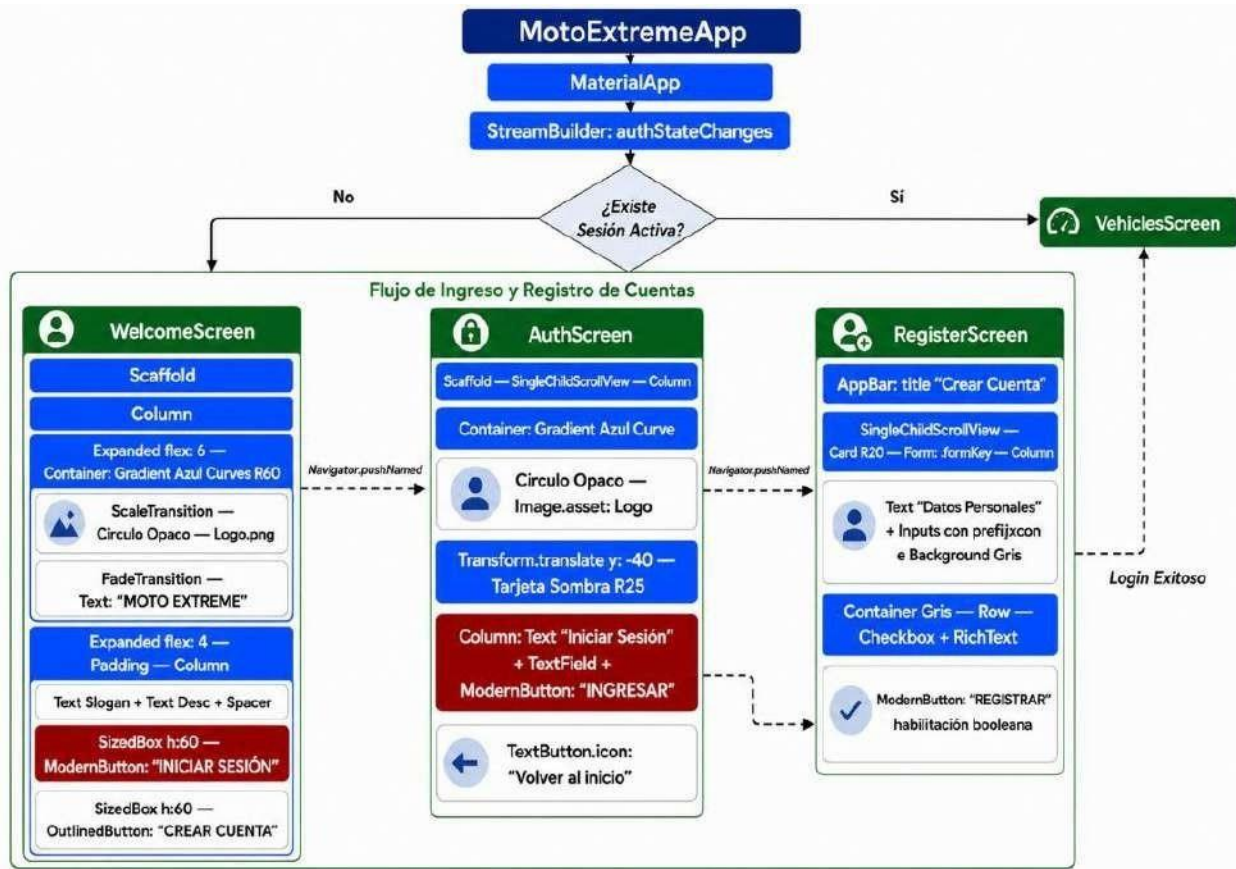 MotoExtremeApp
MaterialApp
StreamBuilder: authStateChanges
No
¿Existe
Sesión Activa?
Sí
VehiclesScreen
Flujo de Ingreso y Registro de Cuentas
WelcomeScreen
Scaffold
Column
Expanded flex: 6 —
Container: Gradient Azul Curves R60
ScaleTransition —
Circulo Opaco — Logo.png
FadeTransition —
Text: "MOTO EXTREME"
Expanded flex: 4 —
Padding — Column
Text Slogan + Text Desc + Spacer
SizedBox h:60 —
ModernButton: "INICIAR SESIÓN"
SizedBox h:60 —
OutlinedButton: "CREAR CUENTA"
Navigator.pushNamed
AuthScreen
Scaffold — SingleChildScrollView — Column
Container: Gradient Azul Curve
Circulo Opaco —
Image.asset: Logo
Transform.translate y: -40 —
Tarjeta Sombra R25
Column: Text "Iniciar Sesión"
+ TextField +
ModernButton: "INGRESAR"
TextButton.icon:
"Volver al inicio"
Navigator.pushNamed
RegisterScreen
AppBar: title "Crear Cuenta"
SingleChildScrollView —
Card R20 — Form: .formKey — Column
Text "Datos Personales"
+ Inputs con prefijxcon
e Background Gris
Container Gris — Row —
Checkbox + RichText
ModernButton: "REGISTRAR"
habilitación booleana
Login Exitoso